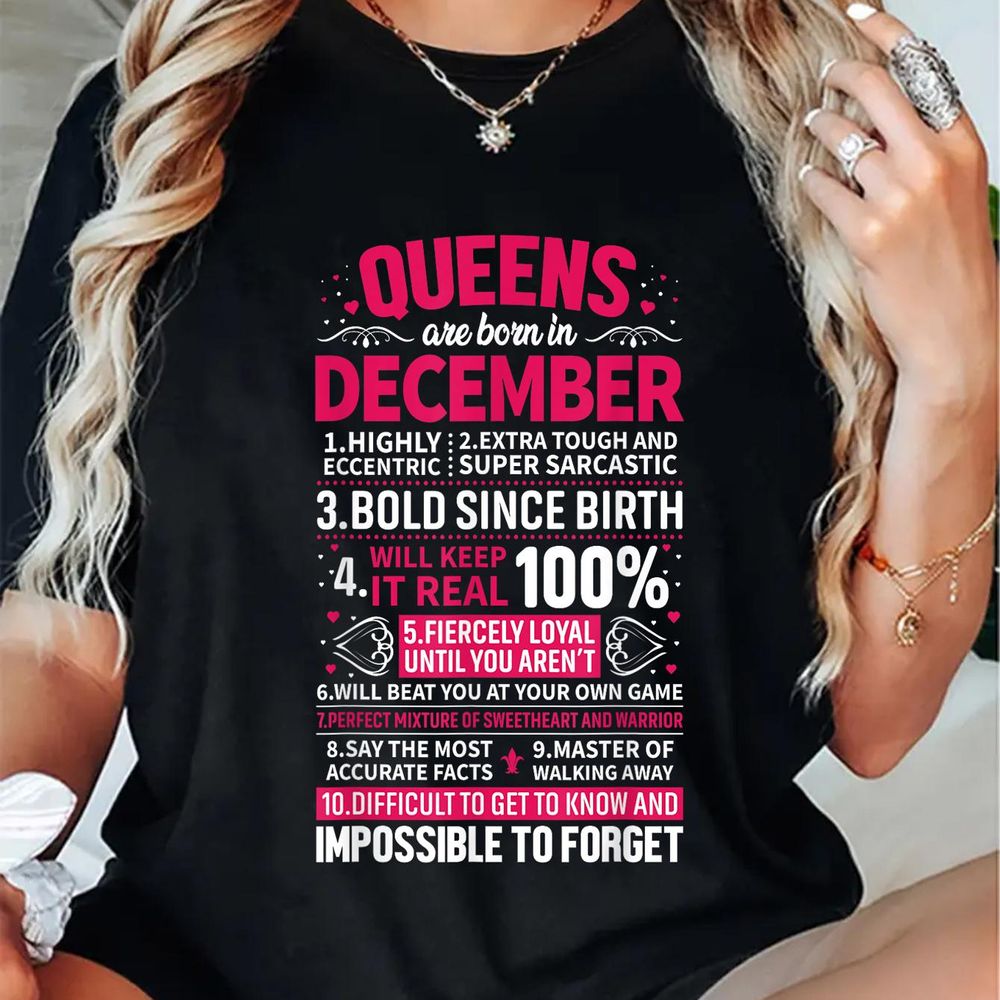 QUEENS
are born in
DECEMBER
1.HIGHLY
ECCENTRIC
2.EXTRA TOUGH AND
SUPER SARCASTIC
3.BOLD SINCE BIRTH
4. WILL KEEP
IT REAL 100%
5.FIERCELY LOYAL
UNTIL YOU AREN'T
6.WILL BEAT YOU AT YOUR OWN GAME
7.PERFECT MIXTURE OF SWEETHEART AND WARRIOR
8.SAY THE MOST
ACCURATE FACTS
9.MASTER OF
WALKING AWAY
10.DIFFICULT TO GET TO KNOW AND
IMPOSSIBLE TO FORGET